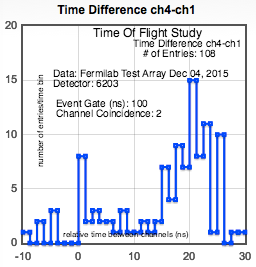 Time Difference ch4-ch1
Time Of Flight Study
Time Difference ch4-ch1
# of Entries: 108
Data: Fermilab Test Array Dec 04, 2015
Detector: 6203
Event Gate (ns): 100
Channel Coincidence: 2
number of entries/time bin
20
15
10
5
0
relative time between channels (ns)
-10 0 10 20 30